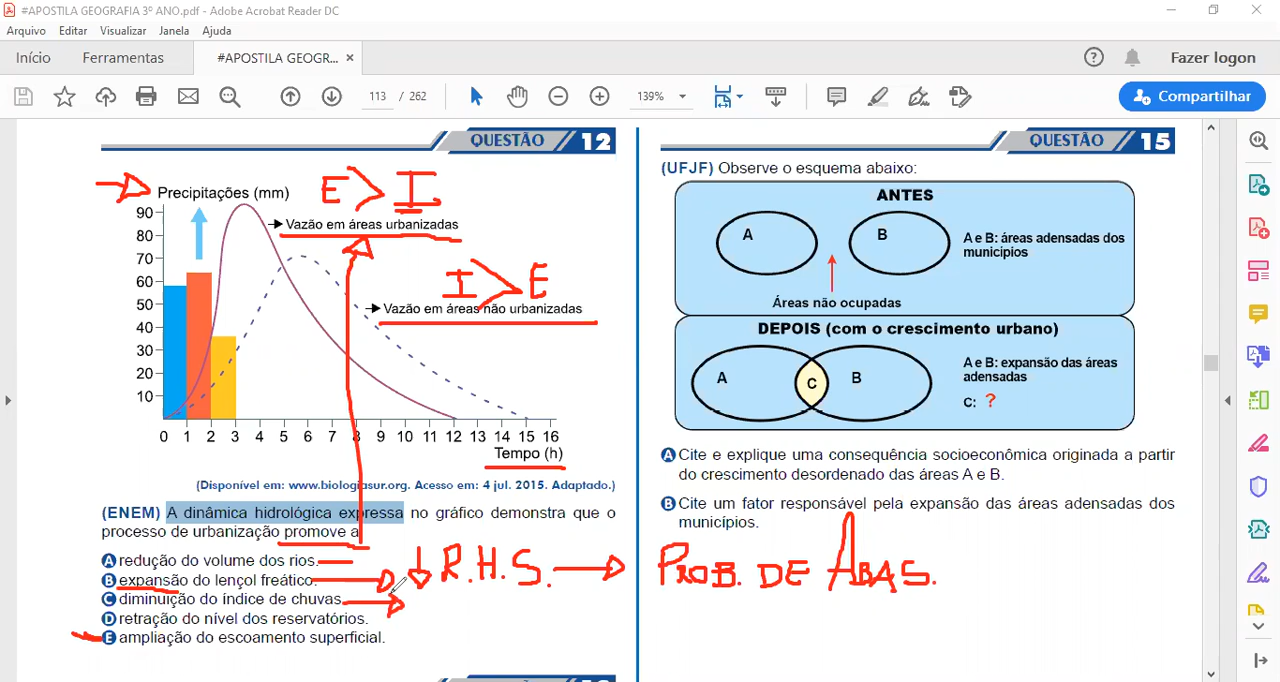 #APOSTILA GEOGRAFIA 3º ANO.pdf - Adobe Acrobat Reader DC
Arquivo Editar Visualizar Janela Ajuda
Início Ferramentas #APOSTILA GEOGR... × Fazer logon
113 / 262 139% Compartilhar
QUESTÃO 12
Precipitações (mm)
E > I
90
80
70
60
50
40
30
20
10
Vazão em áreas urbanizadas
I > E
Vazão em áreas não urbanizadas
0 1 2 3 4 5 6 7 8 9 10 11 12 13 14 15 16
Tempo (h)
(Disponível em: www.biologiasur.org. Acesso em: 4 jul. 2015. Adaptado.)
(ENEM) A dinâmica hidrológica expressa no gráfico demonstra que o
processo de urbanização promove a
A redução do volume dos rios.
B expansão do lençol freático.
C diminuição do índice de chuvas.
D retração do nível dos reservatórios.
E ampliação do escoamento superficial.
R.H.S. → PROB. DE ABAS.
QUESTÃO 15
(UFJF) Observe o esquema abaixo:
ANTES
A B
A e B: áreas adensadas dos
municípios
Áreas não ocupadas
DEPOIS (com o crescimento urbano)
A C B
A e B: expansão das áreas
adensadas
C: ?
A Cite e explique uma consequência socioeconômica originada a partir
do crescimento desordenado das áreas A e B.
B Cite um fator responsável pela expansão das áreas adensadas dos
municípios.